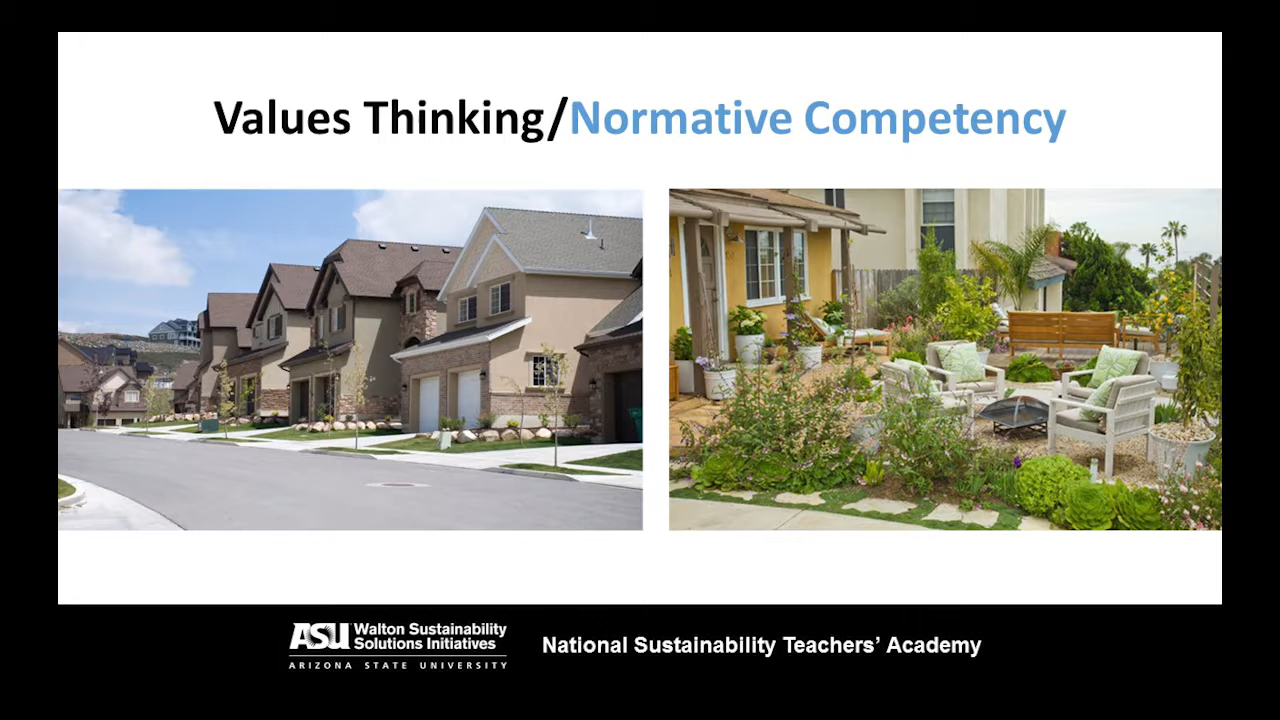 Values Thinking/Normative Competency
ASU Walton Sustainability
Solutions Initiatives
ARIZONA STATE UNIVERSITY
National Sustainability Teachers’ Academy